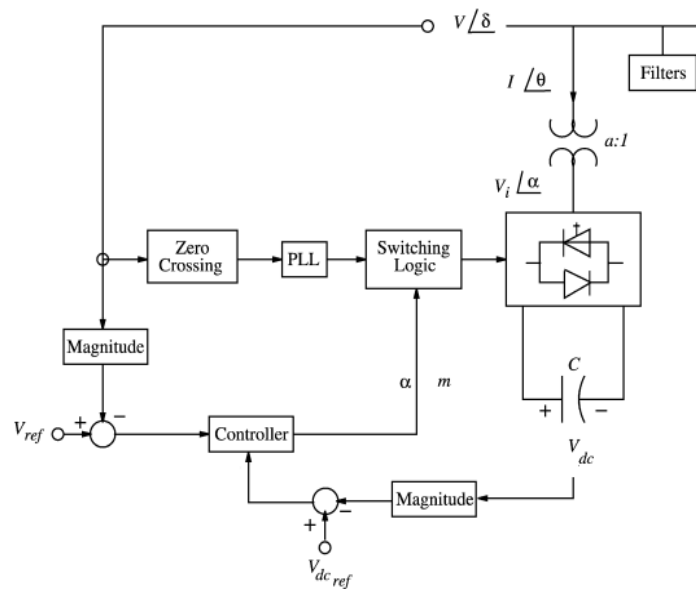 V /δ
Filters
I /θ
a:1
V_i /α
Zero
Crossing
PLL
Switching
Logic
Magnitude
C
α m
+ −
V_ref + −
Controller
V_dc
Magnitude
+ −
V_dc_ref